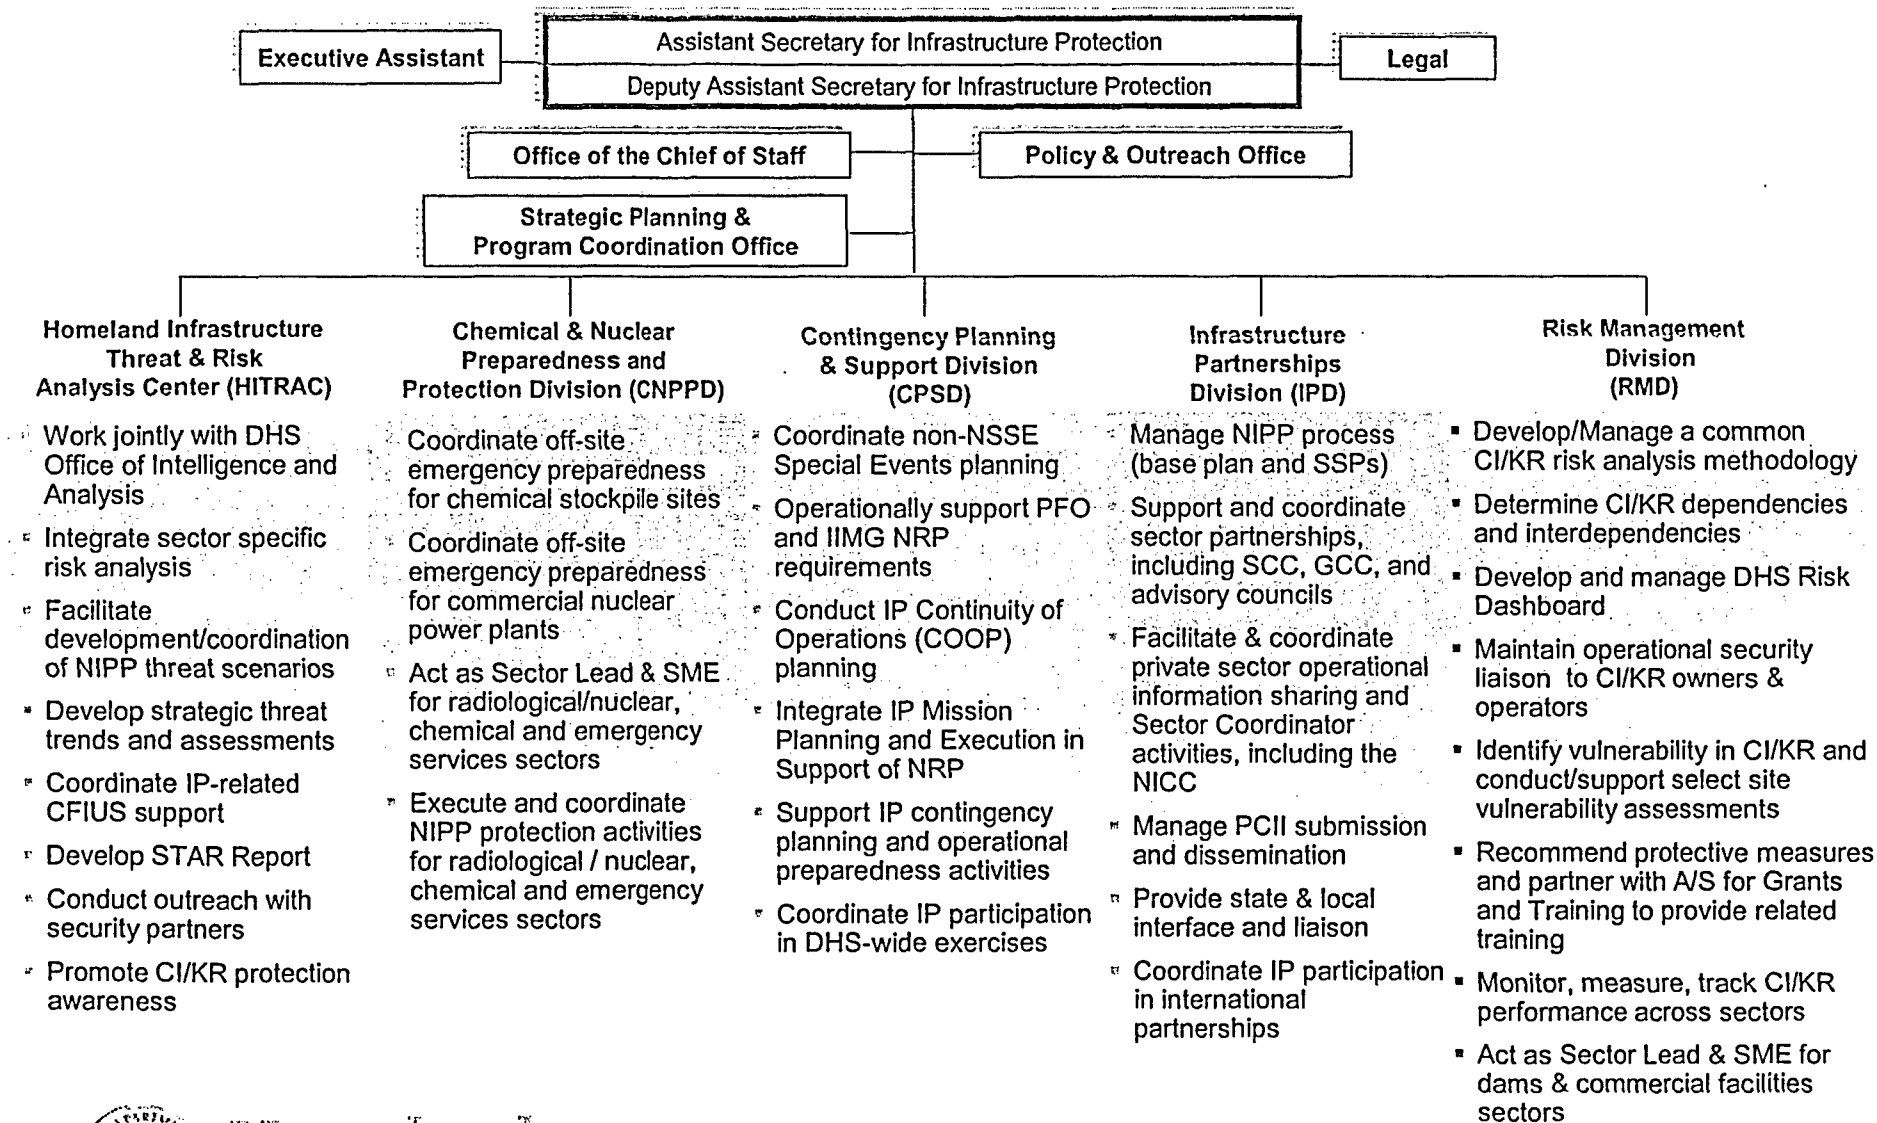 Executive Assistant
Assistant Secretary for Infrastructure Protection
Deputy Assistant Secretary for Infrastructure Protection
Legal
Office of the Chief of Staff
Policy & Outreach Office
Strategic Planning &
Program Coordination Office
Homeland Infrastructure
Threat & Risk
Analysis Center (HITRAC)
Work jointly with DHS
Office of Intelligence and
Analysis
Integrate sector specific
risk analysis
Facilitate
development/coordination
of NIPP threat scenarios
Develop strategic threat
trends and assessments
Coordinate IP-related
CFIUS support
Develop STAR Report
Conduct outreach with
security partners
Promote CI/KR protection
awareness
Chemical & Nuclear
Preparedness and
Protection Division (CNPPD)
Coordinate off-site
emergency preparedness
for chemical stockpile sites
Coordinate off-site
emergency preparedness
for commercial nuclear
power plants
Act as Sector Lead & SME
for radiological/nuclear,
chemical and emergency
services sectors
Execute and coordinate
NIPP protection activities
for radiological / nuclear,
chemical and emergency
services sectors
Contingency Planning
& Support Division
(CPSD)
Coordinate non-NSSE
Special Events planning
Operationally support PFO
and IIMG NRP
requirements
Conduct IP Continuity of
Operations (COOP)
planning
Integrate IP Mission
Planning and Execution in
Support of NRP
Support IP contingency
planning and operational
preparedness activities
Coordinate IP participation
in DHS-wide exercises
Infrastructure
Partnerships
Division (IPD)
Manage NIPP process
(base plan and SSPs)
Support and coordinate
sector partnerships,
including SCC, GCC, and
advisory councils
Facilitate & coordinate
private sector operational
information sharing and
Sector Coordinator
activities, including the
NICC
Manage PCII submission
and dissemination
Provide state & local
interface and liaison
Coordinate IP participation
in international
partnerships
Risk Management
Division
(RMD)
Develop/Manage a common
CI/KR risk analysis methodology
Determine CI/KR dependencies
and interdependencies
Develop and manage DHS Risk
Dashboard
Maintain operational security
liaison to CI/KR owners &
operators
Identify vulnerability in CI/KR and
conduct/support select site
vulnerability assessments
Recommend protective measures
and partner with A/S for Grants
and Training to provide related
training
Monitor, measure, track CI/KR
performance across sectors
Act as Sector Lead & SME for
dams & commercial facilities
sectors